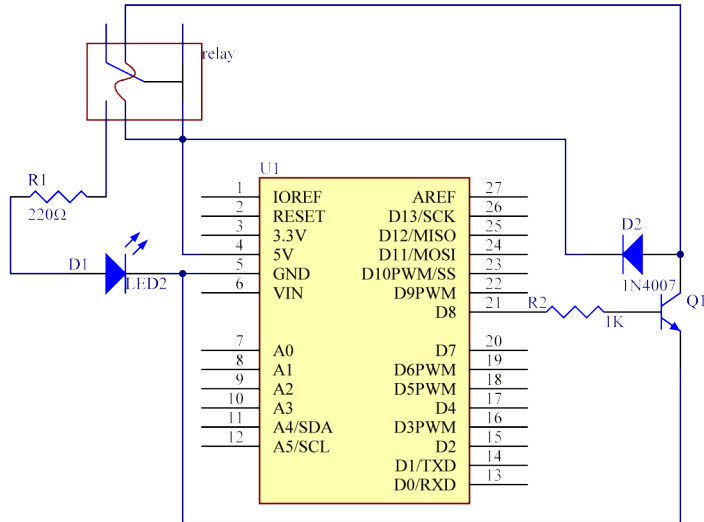 relay
U1
R1
220Ω
D1
LED2
1 IOREF
2 RESET
3 3.3V
4 5V
5 GND
6 VIN
7 A0
8 A1
9 A2
10 A3
11 A4/SDA
12 A5/SCL
AREF 27
D13/SCK 26
D12/MISO 25
D11/MOSI 24
D10PWM/SS 23
D9PWM 22
D8 21
D7 20
D6PWM 19
D5PWM 18
D4 17
D3PWM 16
D2 15
D1/TXD 14
D0/RXD 13
D2
1N4007
R2
1K
Q1